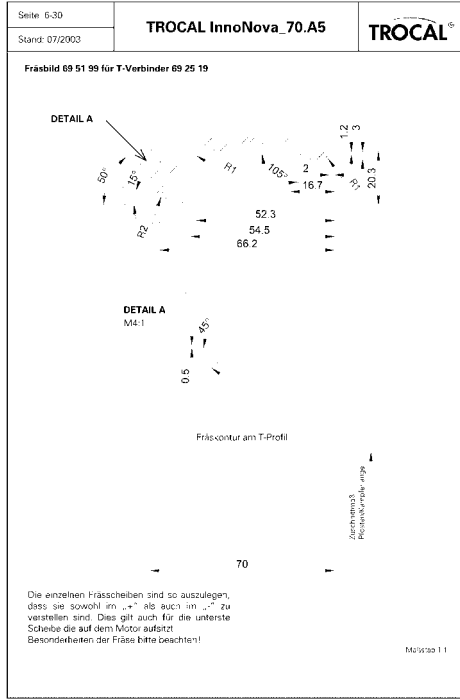 Seite 6-30
Stand: 07/2003
TROCAL InnoNova_70.A5
TROCAL®
Fräsbild 69 51 99 für T-Verbinder 69 25 19
DETAIL A
50°
15°
R2
R1
105°
2
16.7
R1
1.2
3
20.3
52.3
54.5
66.2
DETAIL A
M4:1
45°
0.5
Fräskontur am T-Profil
Zuschnittmaß
Pfosten/Kämpfer länge
70
Die einzelnen Frässcheiben sind so auszulegen,
dass sie sowohl im „+" als auch im „-" zu
verstellen sind. Dies gilt auch für die unterste
Scheibe die auf dem Motor aufsitzt
Besonderheiten der Fräse bitte beachten!
Maßstab 1:1